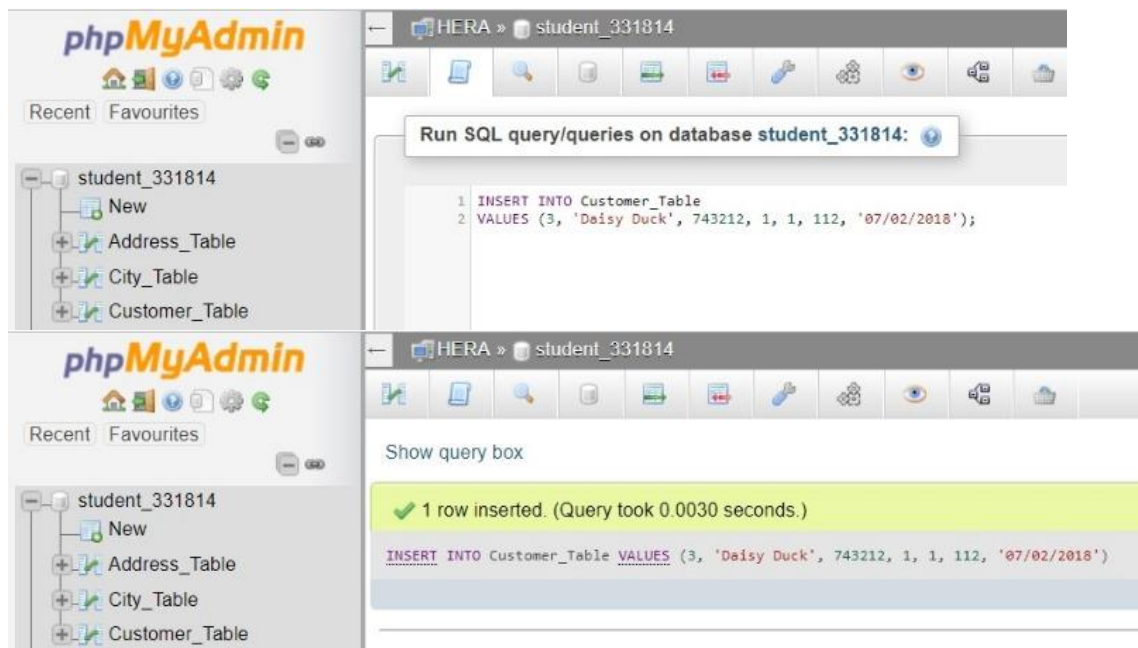 phpMyAdmin
Recent Favourites
student_331814
New
Address_Table
City_Table
Customer_Table
← HERA » student_331814
Run SQL query/queries on database student_331814:
1 INSERT INTO Customer_Table
2 VALUES (3, 'Daisy Duck', 743212, 1, 1, 112, '07/02/2018');
phpMyAdmin
Recent Favourites
student_331814
New
Address_Table
City_Table
Customer_Table
← HERA » student_331814
Show query box
1 row inserted. (Query took 0.0030 seconds.)
INSERT INTO Customer_Table VALUES (3, 'Daisy Duck', 743212, 1, 1, 112, '07/02/2018')